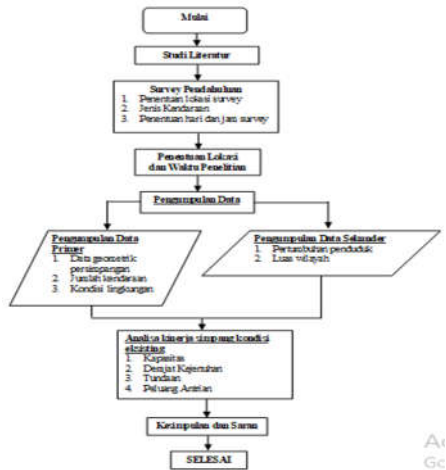 Mulai
Studi Literatur
Survey Pendahuluan
1. Penentuan lokasi survey
2. Jenis Kendaraan
3. Penentuan hari dan jam survey
Penentuan Lokasi
dan Waktu Penelitian
Pengumpulan Data
Pengumpulan Data
Primer
1. Data geometrik
persimpangan
2. Jumlah kendaraan
3. Kondisi lingkungan
Pengumpulan Data Sekunder
1. Pertumbuhan penduduk
2. Luas wilayah
Analisa kinerja simpang kondisi
eksisting
1. Kapasitas
2. Derajat Kejenuhan
3. Tundaan
4. Peluang Antrian
Kesimpulan dan Saran
SELESAI